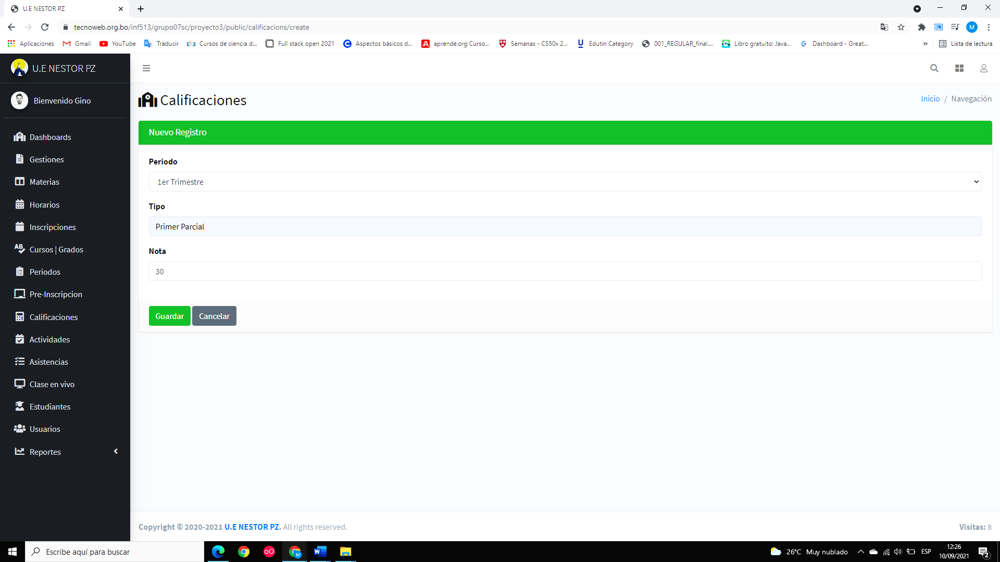 U.E NESTOR PZ
tecnoweb.org.bo/inf513/grupo07sc/proyecto3/public/calificacions/create
M
Aplicaciones
Gmail
YouTube
Traducir
Cursos de ciencia d...
Full stack open 2021
Aspectos básicos d...
aprende.org Curso...
Semanas - CS50x 2...
Edutin Category
001_REGULAR_final....
Libro gratuito: Java...
Dashboard - Great...
»
Lista de lectura
U.E NESTOR PZ
Bienvenido Gino
Calificaciones
Inicio / Navegación
Dashboards
Gestiones
Materias
Horarios
Inscripciones
Cursos | Grados
Periodos
Pre-Inscripcion
Calificaciones
Actividades
Asistencias
Clase en vivo
Estudiantes
Usuarios
Reportes
Nuevo Registro
Periodo
1er Trimestre
Tipo
Primer Parcial
Nota
30
Guardar
Cancelar
Copyright © 2020-2021 U.E NESTOR PZ. All rights reserved.
Visitas: 8
Escribe aquí para buscar
26°C Muy nublado
ESP
12:26
10/09/2021
2